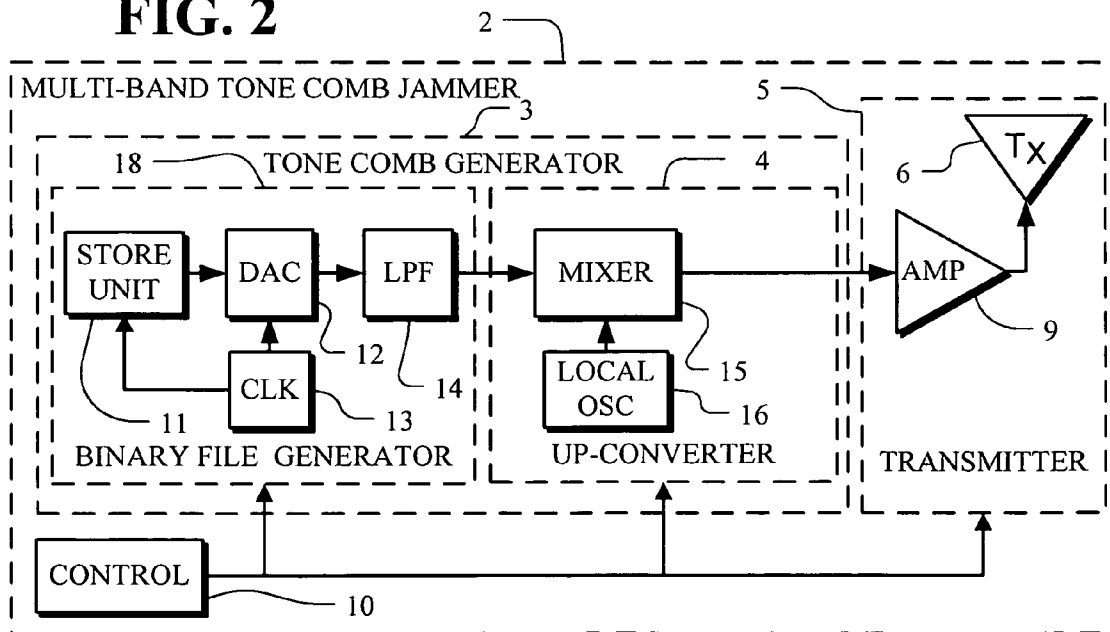 FIG. 2
2
MULTI-BAND TONE COMB JAMMER
3
5
18
TONE COMB GENERATOR
4
6
TX
STORE
UNIT
DAC
LPF
MIXER
AMP
12
14
15
9
CLK
LOCAL
OSC
11
13
16
BINARY FILE GENERATOR
UP-CONVERTER
TRANSMITTER
CONTROL
10